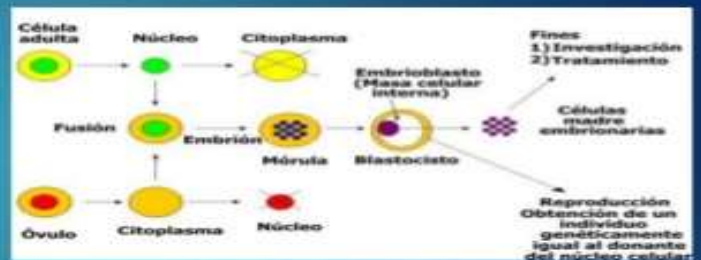 Célula
adulta
Núcleo
Citoplasma
Fines
1) Investigación
2) Tratamiento
Embrioblasto
(Masa celular
interna)
Fusión
Embrión
Mórula
Blastocisto
Células
madre
embrionarias
Óvulo
Citoplasma
Núcleo
Reproducción
Obtención de un
individuo
genéticamente
igual al donante
del núcleo celular